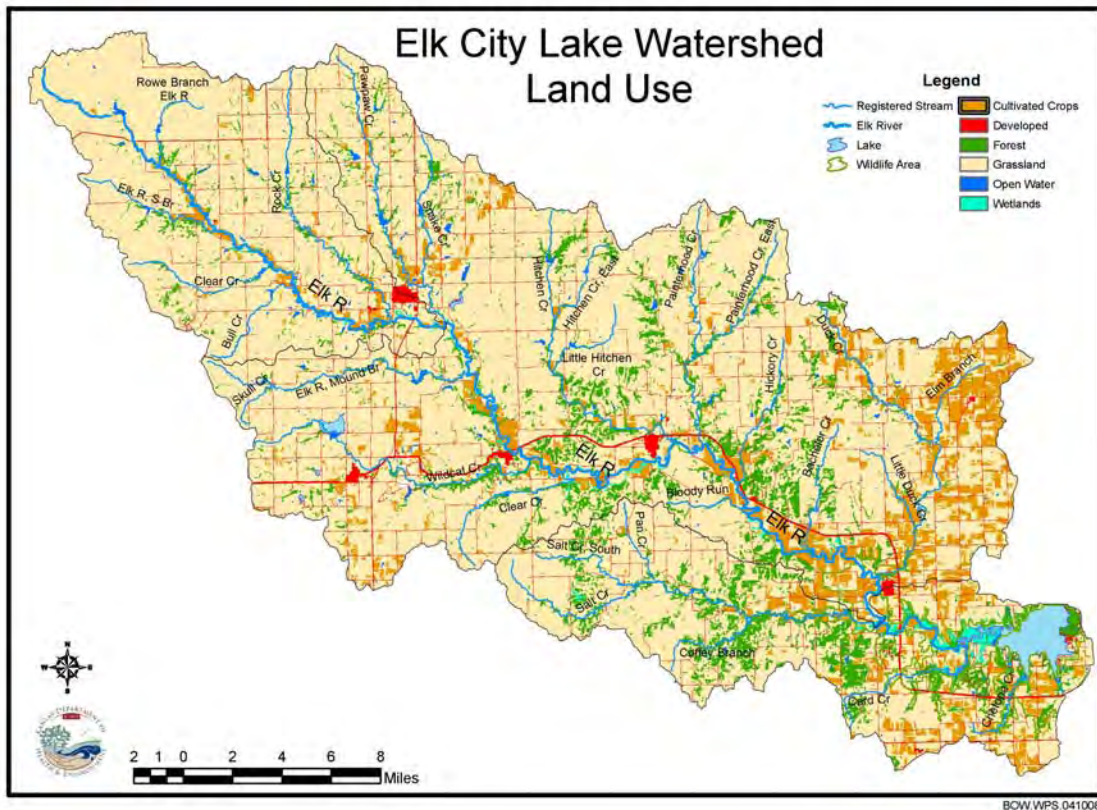 Elk City Lake Watershed
Land Use
Legend
Registered Stream
Elk River
Lake
Wildlife Area
Cultivated Crops
Developed
Forest
Grassland
Open Water
Wetlands
Rowe Branch
Elk R
Pawpaw Cr
Rock Cr
Elk R, S Br
Snake Cr
Clear Cr
Elk R
Bull Cr
Hitchen Cr
Hitchen Cr, East
Painterhood Cr
Painterhood Cr, East
Little Hitchen
Cr
Hickory Cr
Duck Cr
Elm Branch
Skull Cr
Elk R, Mound Br
Bachelor Cr
Little Duck Cr
Wildcat Cr
Elk R
Clear Cr
Bloody Run
Elk R
Pan Cr
Salt Cr, South
Salt Cr
Coffey Branch
Card Cr
Chetopa Cr
N
W
E
S
2 1 0 2 4 6 8
Miles
BOW.WPS.041008